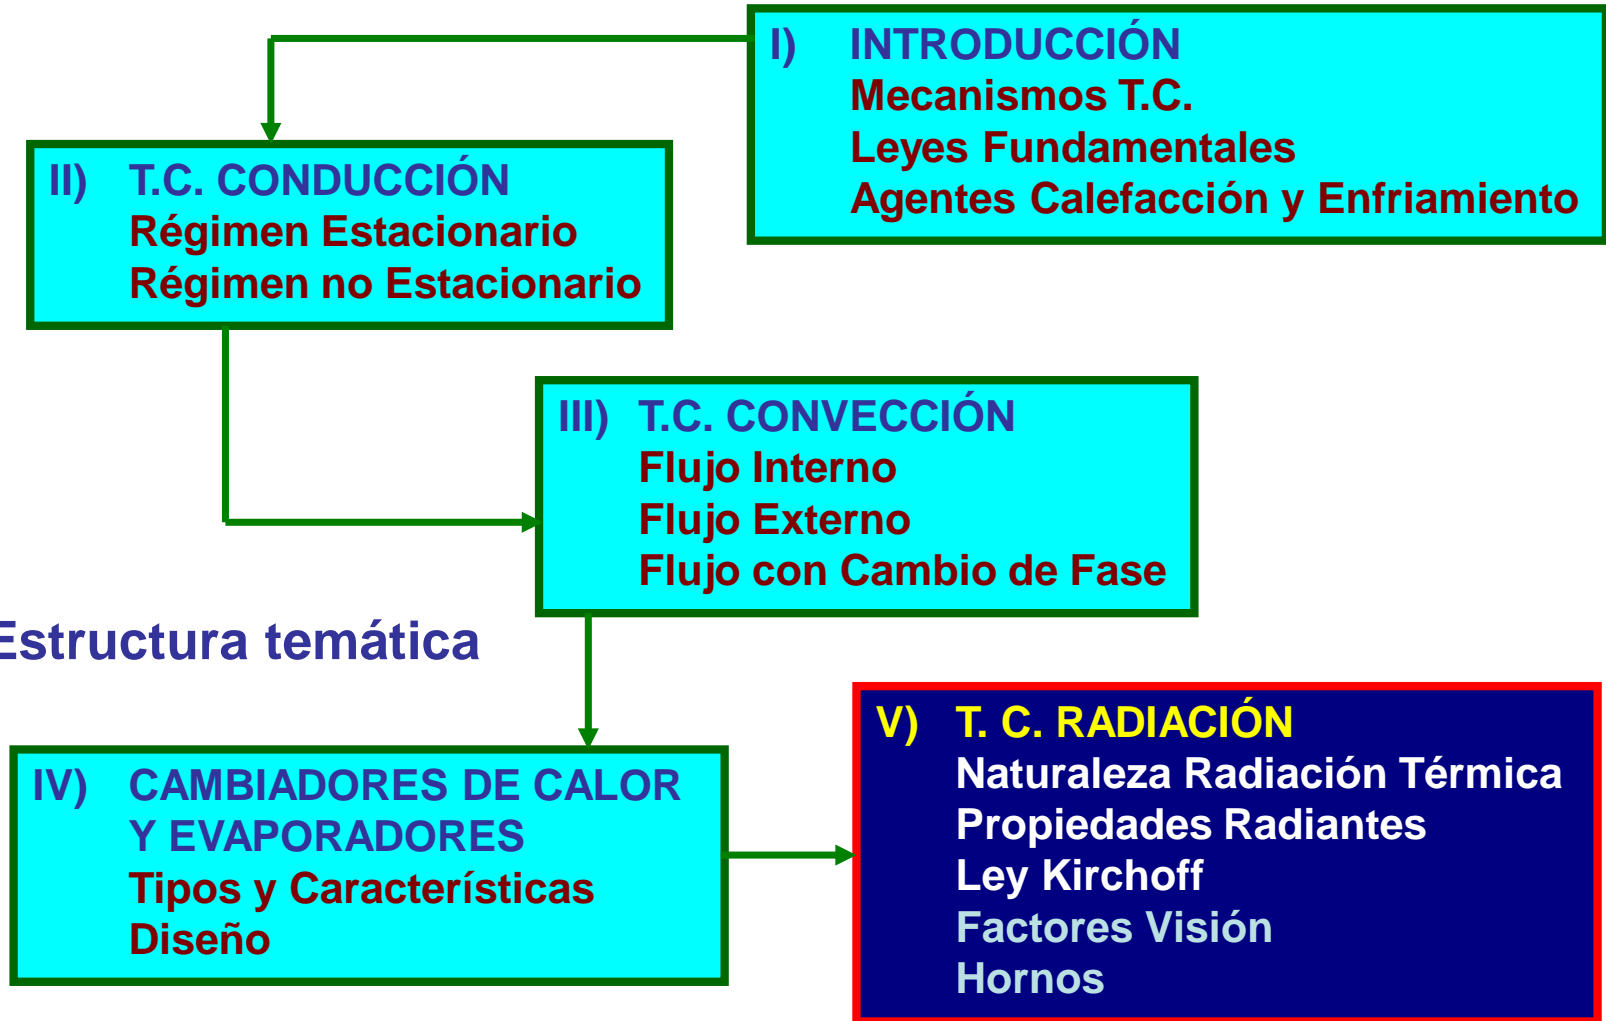 I) INTRODUCCIÓN
Mecanismos T.C.
Leyes Fundamentales
Agentes Calefacción y Enfriamiento
II) T.C. CONDUCCIÓN
Régimen Estacionario
Régimen no Estacionario
III) T.C. CONVECCIÓN
Flujo Interno
Flujo Externo
Flujo con Cambio de Fase
Estructura temática
IV) CAMBIADORES DE CALOR
Y EVAPORADORES
Tipos y Características
Diseño
V) T. C. RADIACIÓN
Naturaleza Radiación Térmica
Propiedades Radiantes
Ley Kirchoff
Factores Visión
Hornos